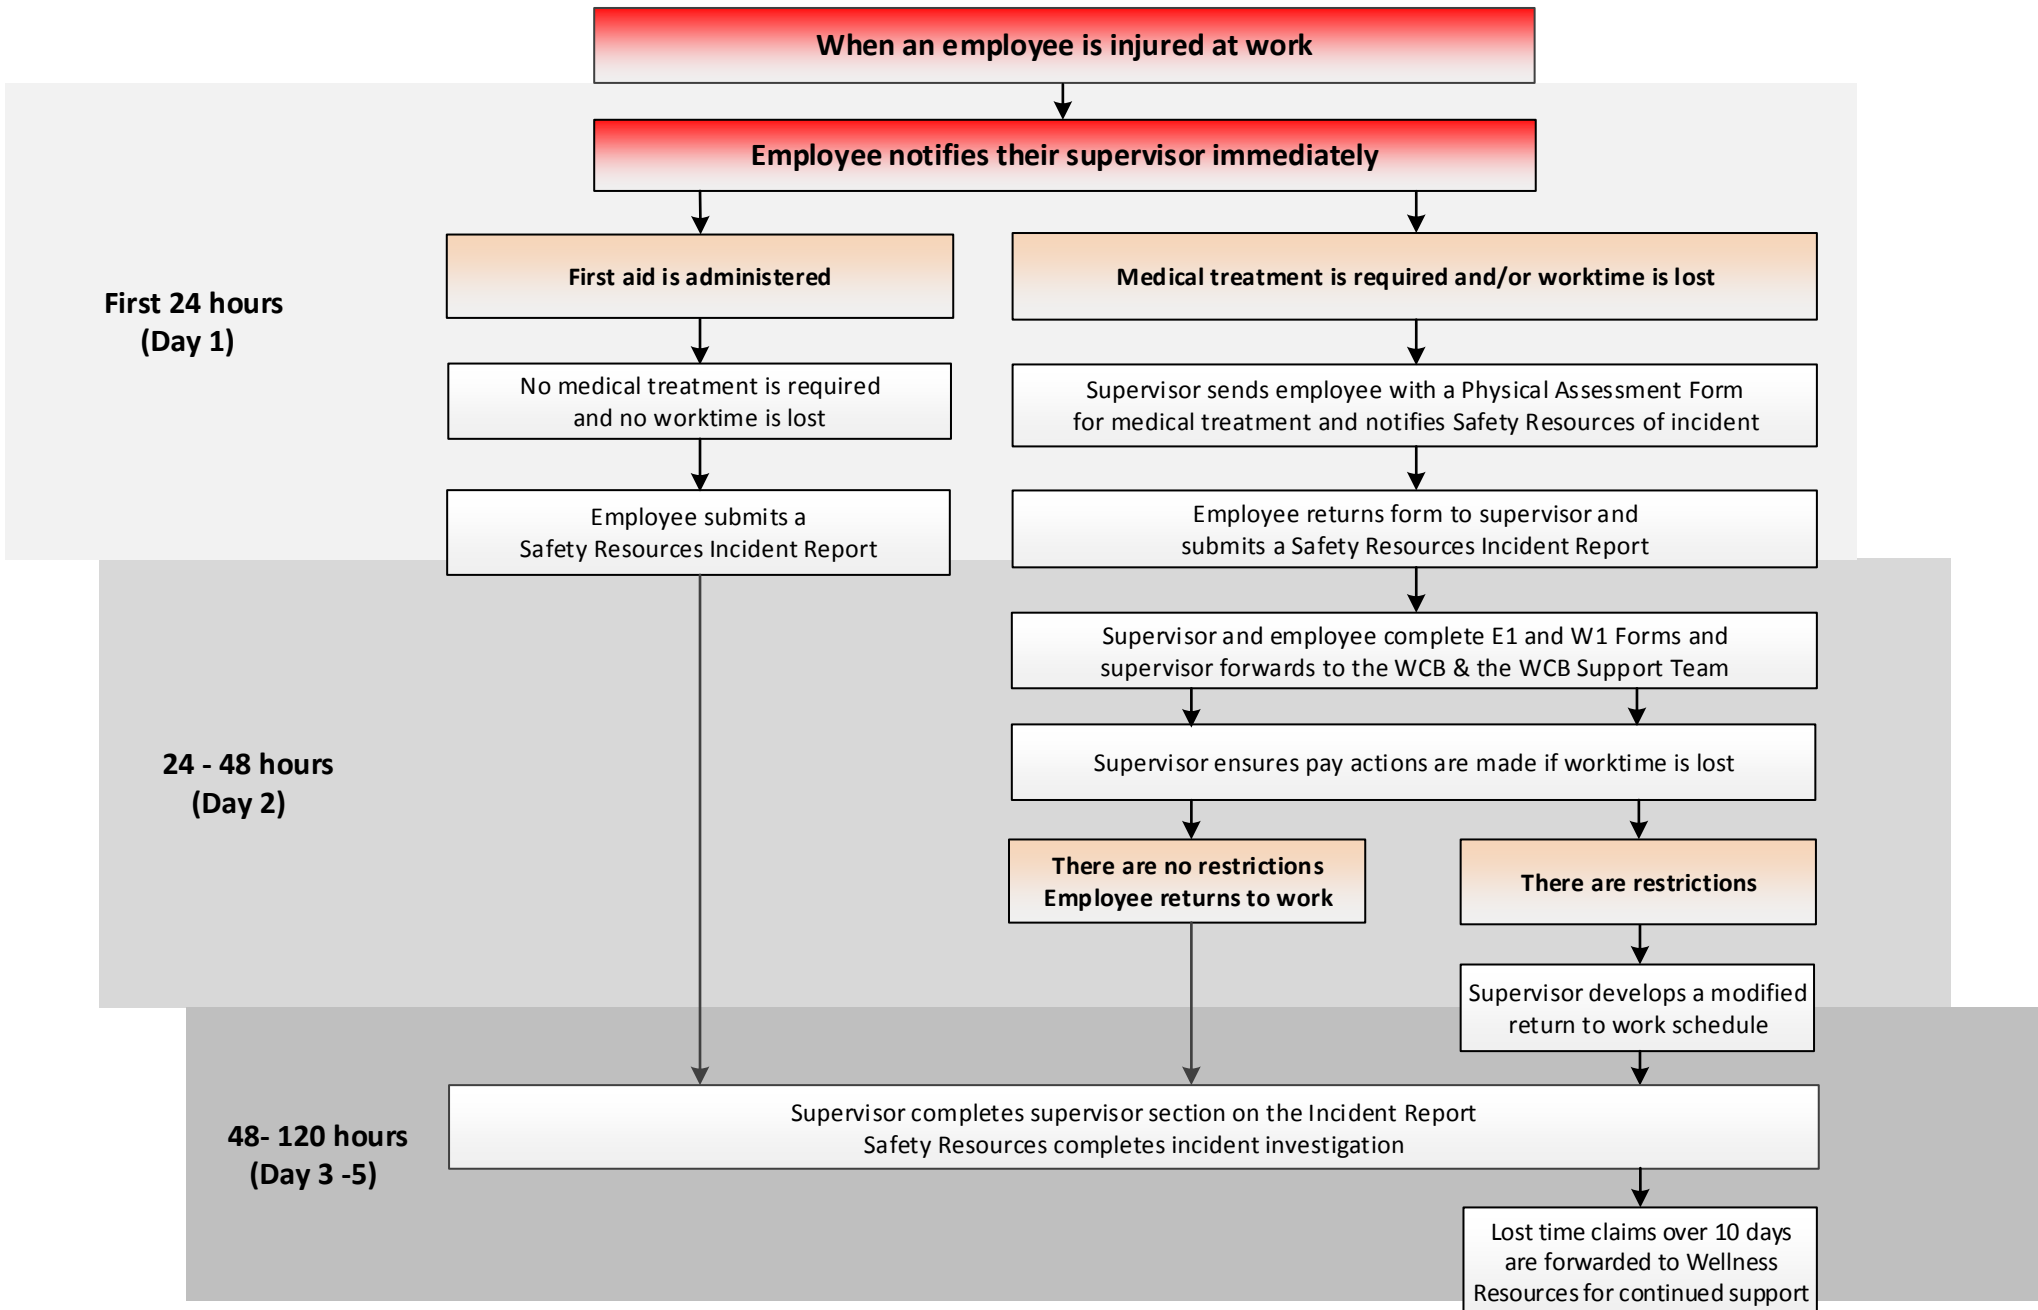 When an employee is injured at work
Employee notifies their supervisor immediately
First aid is administered
Medical treatment is required and/or worktime is lost
First 24 hours
(Day 1)
No medical treatment is required
and no worktime is lost
Supervisor sends employee with a Physical Assessment Form
for medical treatment and notifies Safety Resources of incident
Employee submits a
Safety Resources Incident Report
Employee returns form to supervisor and
submits a Safety Resources Incident Report
Supervisor and employee complete E1 and W1 Forms and
supervisor forwards to the WCB & the WCB Support Team
24 - 48 hours
(Day 2)
Supervisor ensures pay actions are made if worktime is lost
There are no restrictions
Employee returns to work
There are restrictions
Supervisor develops a modified
return to work schedule
48- 120 hours
(Day 3 -5)
Supervisor completes supervisor section on the Incident Report
Safety Resources completes incident investigation
Lost time claims over 10 days
are forwarded to Wellness
Resources for continued support